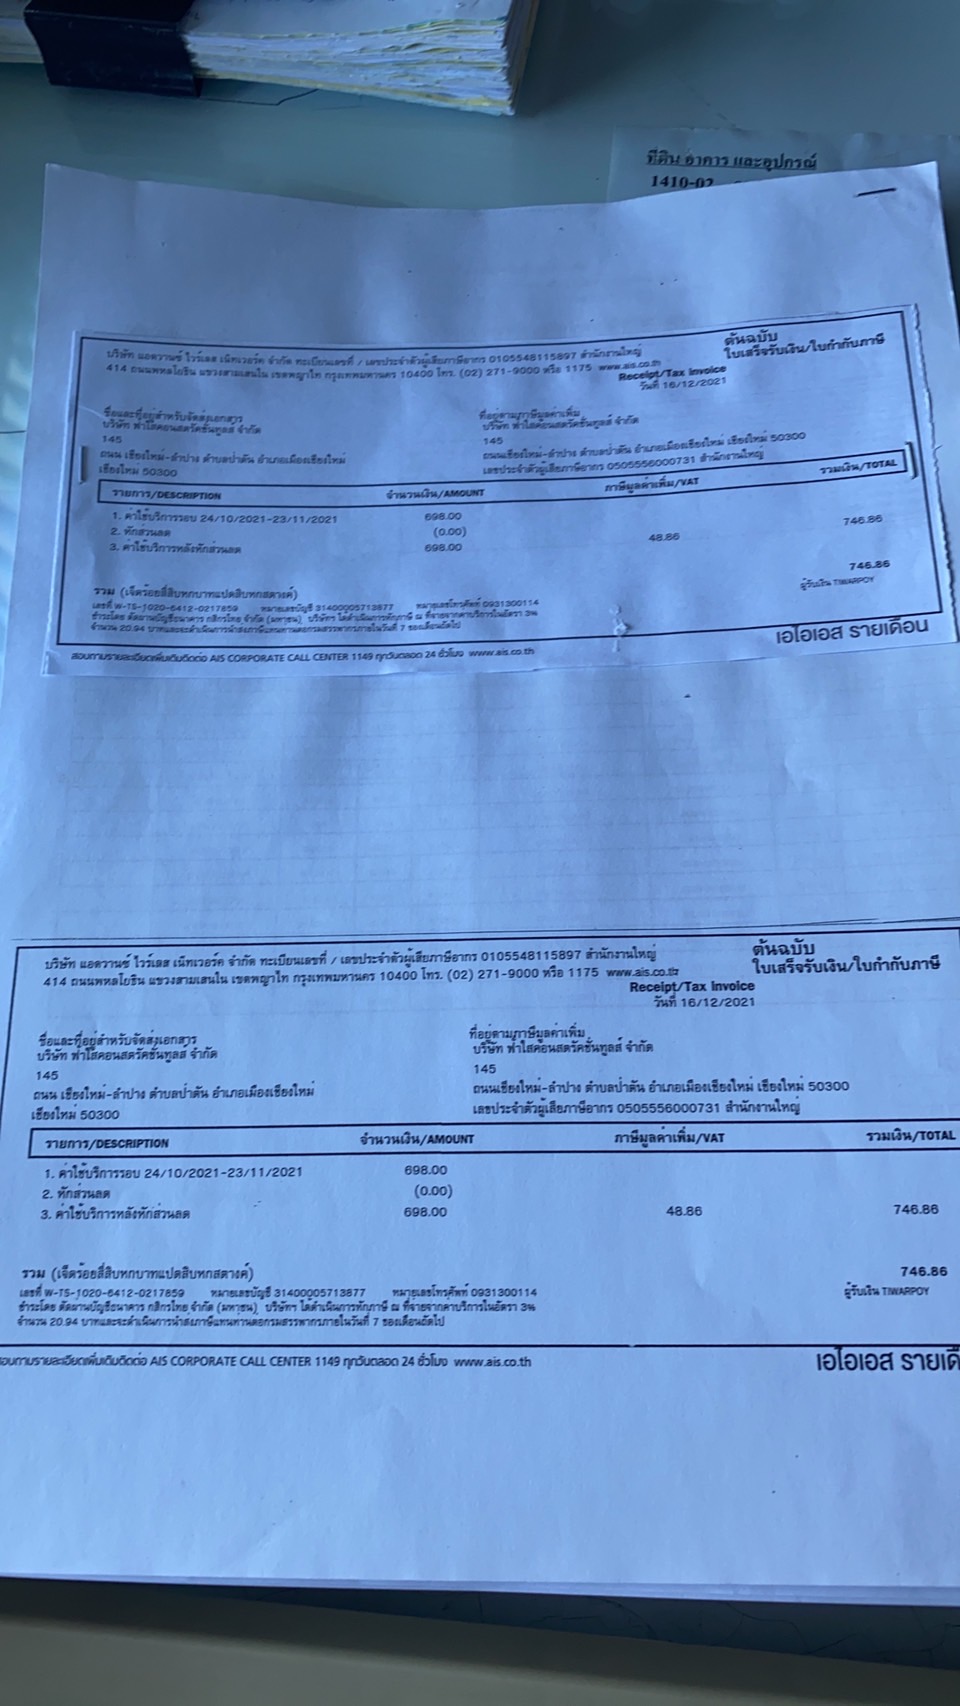 ที่ดิน อาคาร และอุปกรณ์
1410-02
ต้นฉบับ
บริษัท แอดวานซ์ ไวร์เลส เน็ทเวอร์ค จำกัด ทะเบียนเลขที่ / เลขประจำตัวผู้เสียภาษีอากร 0105548115897 สำนักงานใหญ่
ใบเสร็จรับเงิน/ใบกำกับภาษี
414 ถนนพหลโยธิน แขวงสามเสนใน เขตพญาไท กรุงเทพมหานคร 10400 โทร. (02) 271-9000 หรือ 1175 www.ais.co.th
Receipt/Tax Invoice
วันที่ 16/12/2021
ชื่อและที่อยู่สำหรับจัดส่งเอกสาร ที่อยู่ตามภาษีมูลค่าเพิ่ม
บริษัท ฟ้าใสคอนสตรัคชั่นทูลส์ จำกัด บริษัท ฟ้าใสคอนสตรัคชั่นทูลส์ จำกัด
145 145
ถนน เชียงใหม่-ลำปาง ตำบลป่าตัน อำเภอเมืองเชียงใหม่ ถนนเชียงใหม่-ลำปาง ตำบลป่าตัน อำเภอเมืองเชียงใหม่ เชียงใหม่ 50300
เชียงใหม่ 50300 เลขประจำตัวผู้เสียภาษีอากร 0505556000731 สำนักงานใหญ่
รายการ/DESCRIPTION จำนวนเงิน/AMOUNT ภาษีมูลค่าเพิ่ม/VAT รวมเงิน/TOTAL
1. ค่าใช้บริการรอบ 24/10/2021-23/11/2021 698.00
2. หักส่วนลด (0.00)
3. ค่าใช้บริการหลังหักส่วนลด 698.00 48.86 746.86
รวม (เจ็ดร้อยสี่สิบหกบาทแปดสิบหกสตางค์) 746.86
เลขที่ W-TS-1020-6412-0217859 หมายเลขบัญชี 31400005713877 หมายเลขโทรศัพท์ 0931300114 ผู้รับเงิน TIWARPOY
ชำระโดย ตัดผ่านบัญชีธนาคาร กสิกรไทย จำกัด (มหาชน) บริษัทฯ ได้ดำเนินการหักภาษี ณ ที่จ่ายจากค่าบริการในอัตรา 3%
จำนวน 20.94 บาทและจะดำเนินการนำส่งภาษีแทนท่านต่อกรมสรรพากรภายในวันที่ 7 ของเดือนถัดไป
เอไอเอส รายเดือน
สอบถามรายละเอียดเพิ่มเติมติดต่อ AIS CORPORATE CALL CENTER 1149 ทุกวันตลอด 24 ชั่วโมง www.ais.co.th
ต้นฉบับ
บริษัท แอดวานซ์ ไวร์เลส เน็ทเวอร์ค จำกัด ทะเบียนเลขที่ / เลขประจำตัวผู้เสียภาษีอากร 0105548115897 สำนักงานใหญ่
ใบเสร็จรับเงิน/ใบกำกับภาษี
414 ถนนพหลโยธิน แขวงสามเสนใน เขตพญาไท กรุงเทพมหานคร 10400 โทร. (02) 271-9000 หรือ 1175 www.ais.co.th
Receipt/Tax Invoice
วันที่ 16/12/2021
ชื่อและที่อยู่สำหรับจัดส่งเอกสาร ที่อยู่ตามภาษีมูลค่าเพิ่ม
บริษัท ฟ้าใสคอนสตรัคชั่นทูลส์ จำกัด บริษัท ฟ้าใสคอนสตรัคชั่นทูลส์ จำกัด
145 145
ถนน เชียงใหม่-ลำปาง ตำบลป่าตัน อำเภอเมืองเชียงใหม่ ถนนเชียงใหม่-ลำปาง ตำบลป่าตัน อำเภอเมืองเชียงใหม่ เชียงใหม่ 50300
เชียงใหม่ 50300 เลขประจำตัวผู้เสียภาษีอากร 0505556000731 สำนักงานใหญ่
รายการ/DESCRIPTION จำนวนเงิน/AMOUNT ภาษีมูลค่าเพิ่ม/VAT รวมเงิน/TOTAL
1. ค่าใช้บริการรอบ 24/10/2021-23/11/2021 698.00
2. หักส่วนลด (0.00)
3. ค่าใช้บริการหลังหักส่วนลด 698.00 48.86 746.86
รวม (เจ็ดร้อยสี่สิบหกบาทแปดสิบหกสตางค์) 746.86
เลขที่ W-TS-1020-6412-0217859 หมายเลขบัญชี 31400005713877 หมายเลขโทรศัพท์ 0931300114 ผู้รับเงิน TIWARPOY
ชำระโดย ตัดผ่านบัญชีธนาคาร กสิกรไทย จำกัด (มหาชน) บริษัทฯ ได้ดำเนินการหักภาษี ณ ที่จ่ายจากค่าบริการในอัตรา 3%
จำนวน 20.94 บาทและจะดำเนินการนำส่งภาษีแทนท่านต่อกรมสรรพากรภายในวันที่ 7 ของเดือนถัดไป
สอบถามรายละเอียดเพิ่มเติมติดต่อ AIS CORPORATE CALL CENTER 1149 ทุกวันตลอด 24 ชั่วโมง www.ais.co.th เอไอเอส รายเดื